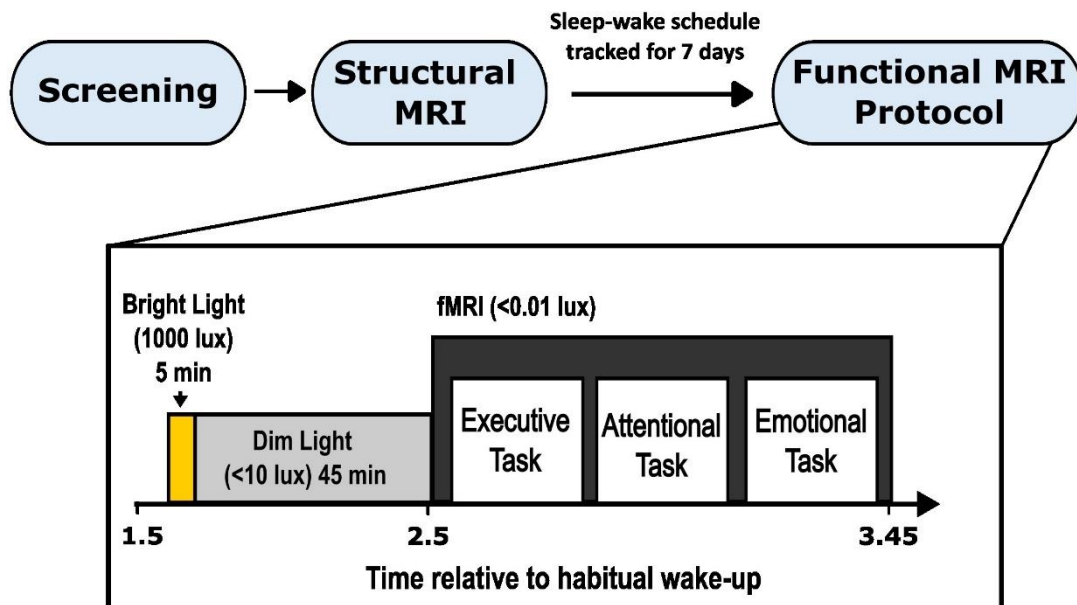 Screening
Structural
MRI
Sleep-wake schedule
tracked for 7 days
Functional MRI
Protocol
Bright Light
(1000 lux)
5 min
fMRI (<0.01 lux)
Dim Light
(<10 lux) 45 min
Executive
Task
Attentional
Task
Emotional
Task
1.5
2.5
3.45
Time relative to habitual wake-up